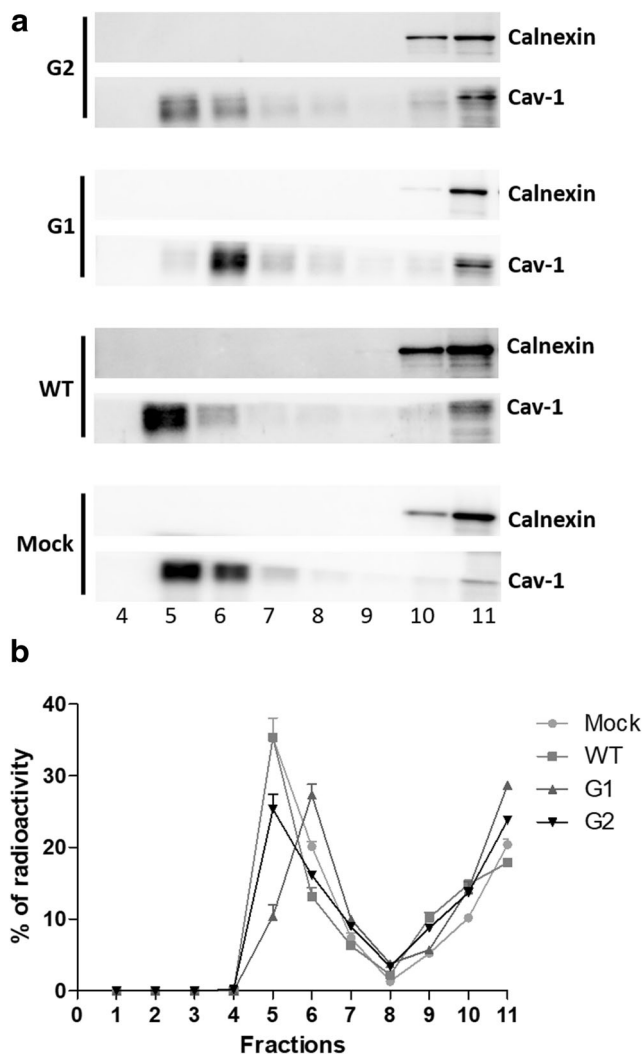 a
G2
Calnexin
Cav-1
G1
Calnexin
Cav-1
WT
Calnexin
Cav-1
Mock
Calnexin
Cav-1
4 5 6 7 8 9 10 11
b
% of radioactivity
40
30
20
10
0
0 1 2 3 4 5 6 7 8 9 10 11
Fractions
Mock
WT
G1
G2